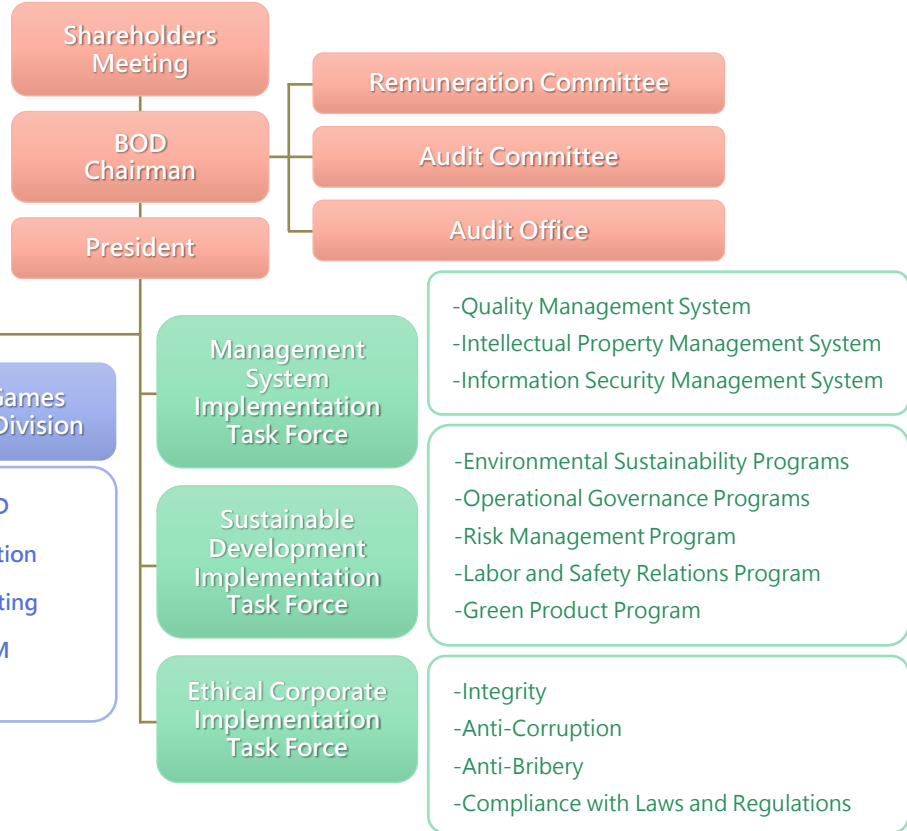 Shareholders
Meeting
Remuneration Committee
BOD
Chairman
Audit Committee
President
Audit Office
Management
System
Implementation
Task Force
-Quality Management System
-Intellectual Property Management System
-Information Security Management System
Games
Division
Sustainable
Development
Implementation
Task Force
-Environmental Sustainability Programs
-Operational Governance Programs
-Risk Management Program
-Labor and Safety Relations Program
-Green Product Program
Ethical Corporate
Implementation
Task Force
-Integrity
-Anti-Corruption
-Anti-Bribery
-Compliance with Laws and Regulations